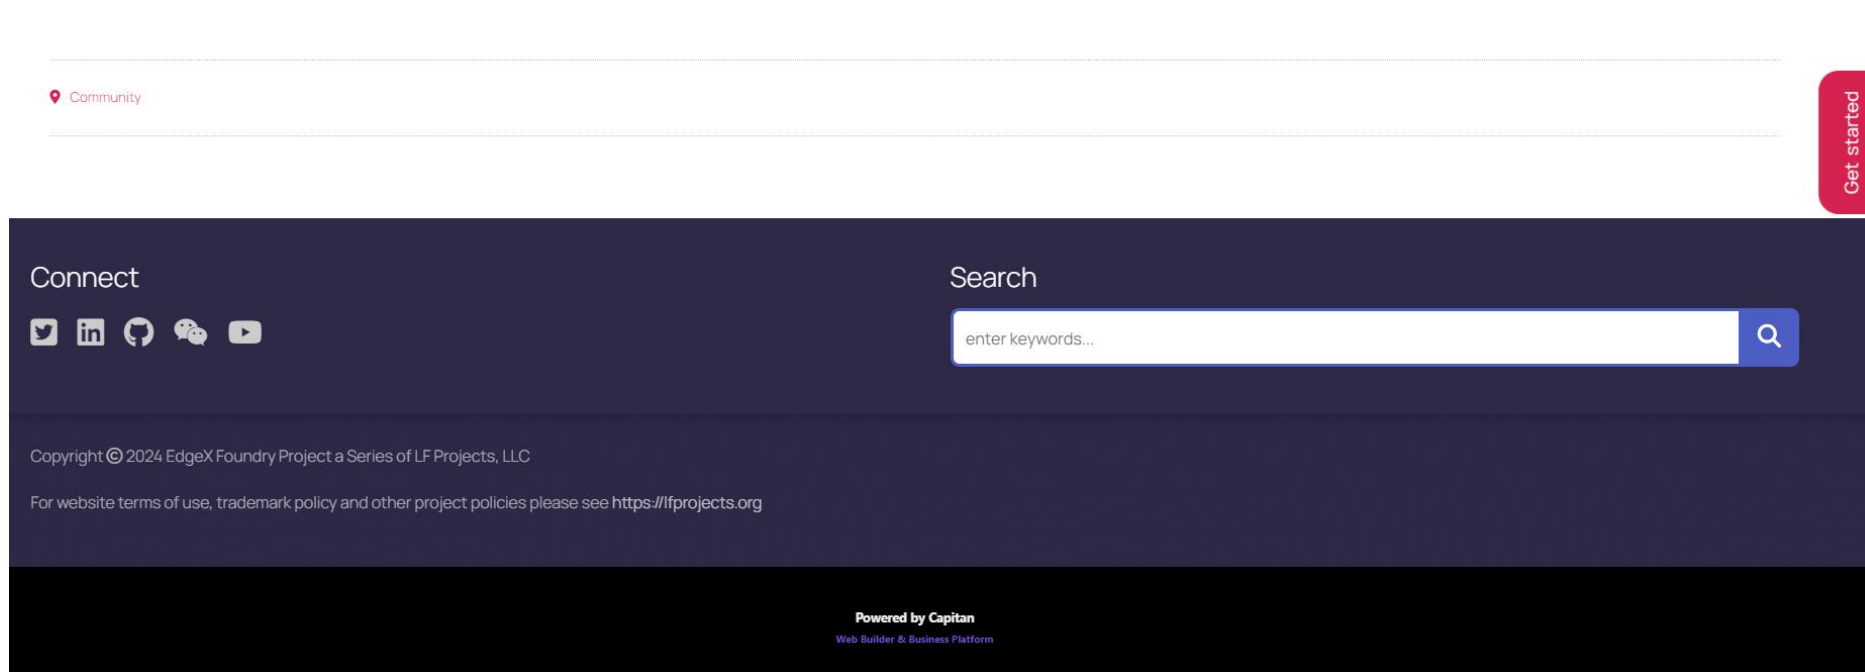 Community
Get started
Connect
Search
enter keywords...
Copyright © 2024 EdgeX Foundry Project a Series of LF Projects, LLC
For website terms of use, trademark policy and other project policies please see https://lfprojects.org
Powered by Capitan
Web Builder & Business Platform